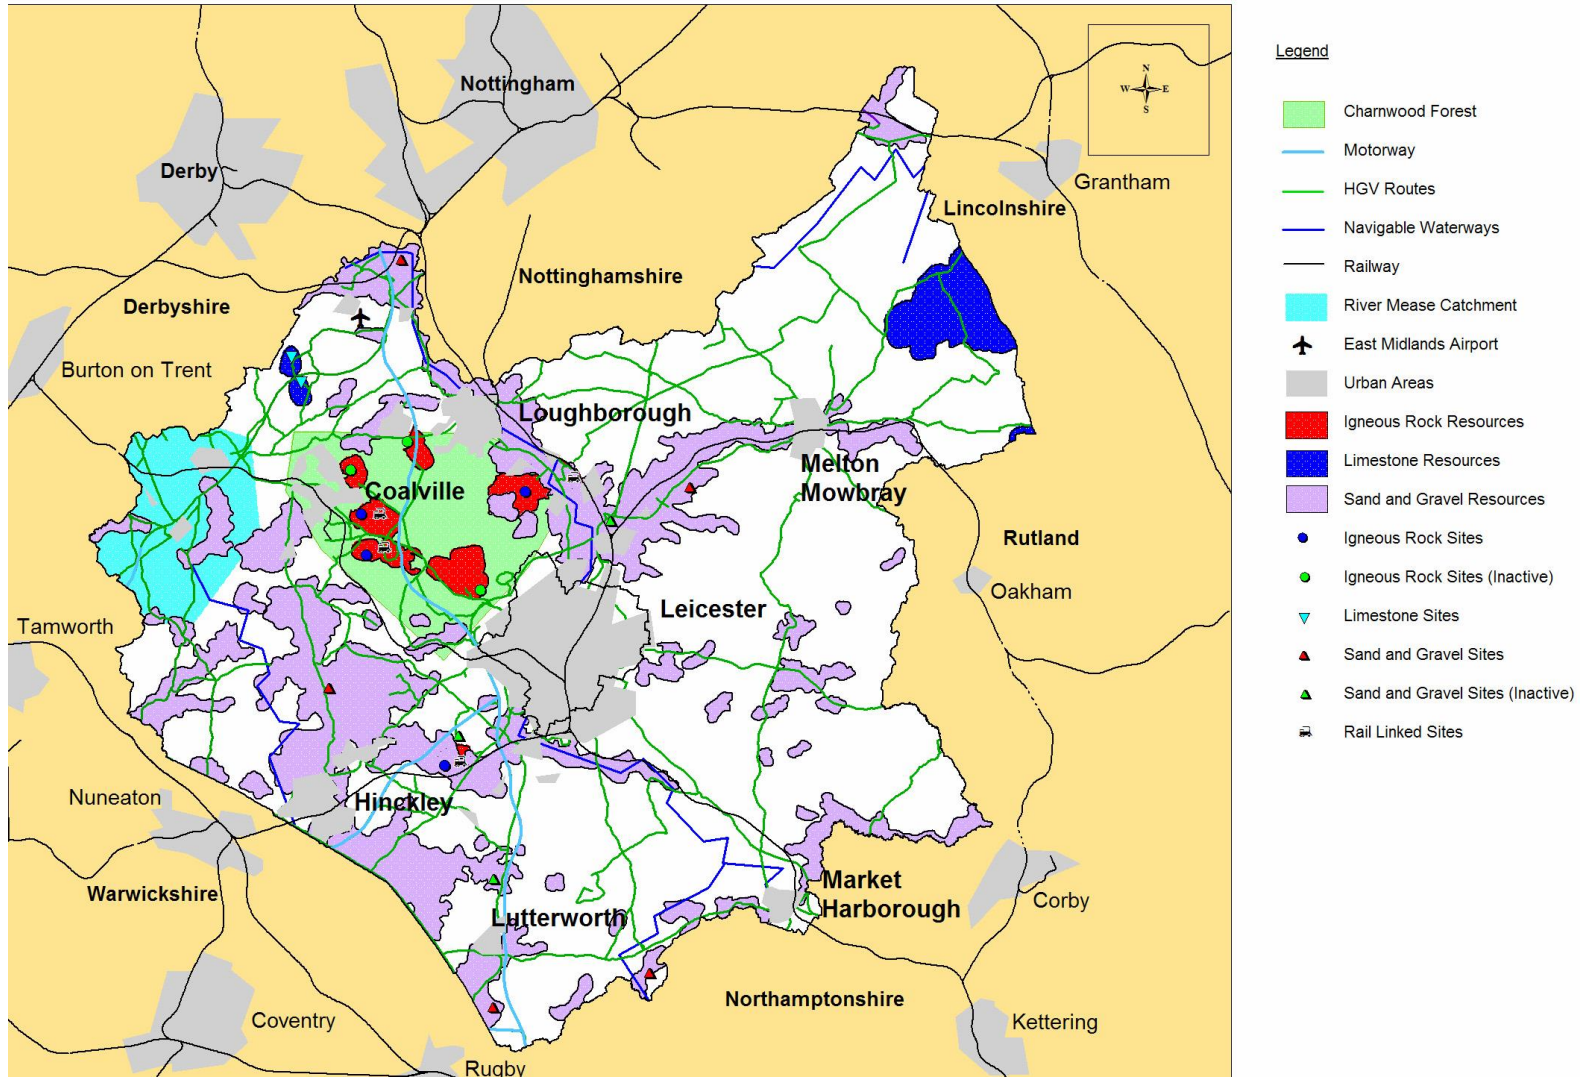 Nottingham
Derby
Grantham
Lincolnshire
Nottinghamshire
Derbyshire
Burton on Trent
Loughborough
Melton
Mowbray
Coalville
Rutland
Oakham
Leicester
Tamworth
Nuneaton
Hinckley
Warwickshire
Market
Harborough
Corby
Lutterworth
Northamptonshire
Coventry
Kettering
Rugby
N
W E
S
Legend
Charnwood Forest
Motorway
HGV Routes
Navigable Waterways
Railway
River Mease Catchment
East Midlands Airport
Urban Areas
Igneous Rock Resources
Limestone Resources
Sand and Gravel Resources
Igneous Rock Sites
Igneous Rock Sites (Inactive)
Limestone Sites
Sand and Gravel Sites
Sand and Gravel Sites (Inactive)
Rail Linked Sites